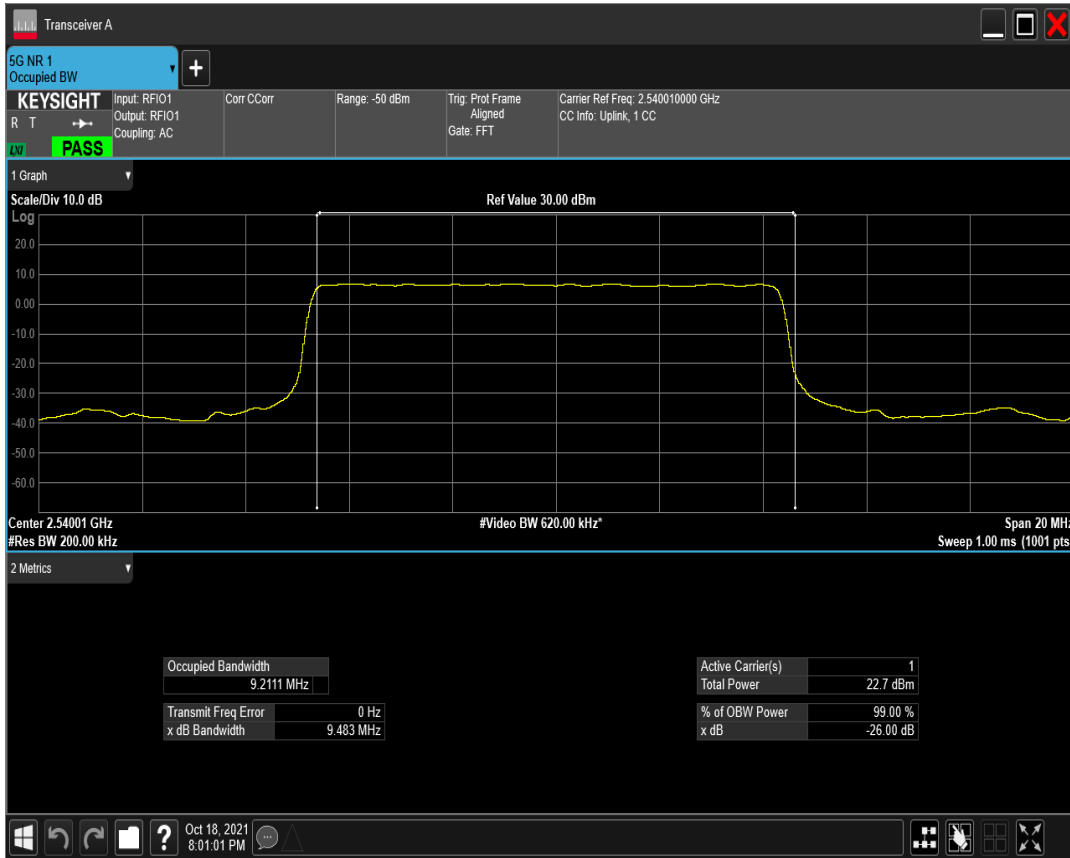 Transceiver A
5G NR 1
Occupied BW
KEYSIGHT
R T
LXI
PASS
Input: RFIO1
Output: RFIO1
Coupling: AC
Corr CCorr
Range: -50 dBm
Trig: Prot Frame
Aligned
Gate: FFT
Carrier Ref Freq: 2.540010000 GHz
CC Info: Uplink, 1 CC
1 Graph
Scale/Div 10.0 dB
Ref Value 30.00 dBm
Log
20.0
10.0
0.00
-10.0
-20.0
-30.0
-40.0
-50.0
-60.0
Center 2.54001 GHz
#Video BW 620.00 kHz*
Span 20 MHz
#Res BW 200.00 kHz
Sweep 1.00 ms (1001 pts
2 Metrics
Occupied Bandwidth
9.2111 MHz
Transmit Freq Error 0 Hz
x dB Bandwidth 9.483 MHz
Active Carrier(s) 1
Total Power 22.7 dBm
% of OBW Power 99.00 %
x dB -26.00 dB
?
Oct 18, 2021
8:01:01 PM